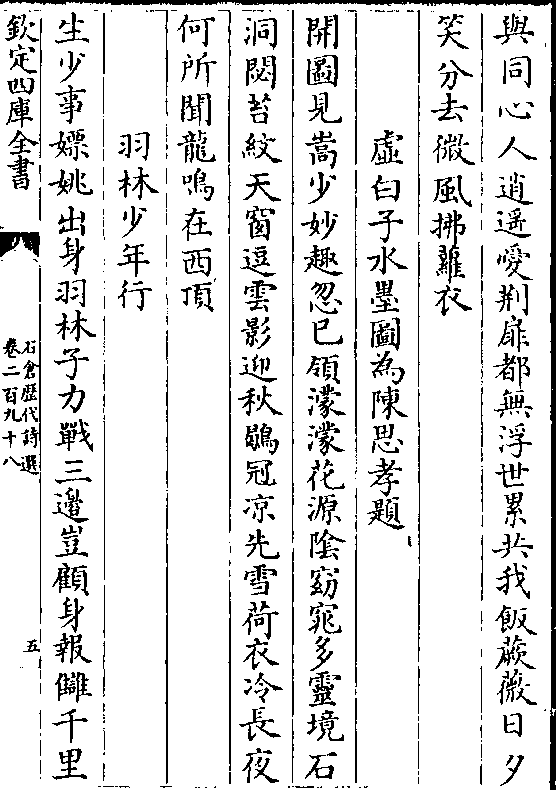 與同心人逍遥愛荆扉都無浮世累共我飯蕨薇日夕
笑分去微風拂蘿衣
虚白子水墨圖為陳思孝題
開圖見嵩少妙趣忽已領濛濛花源隂窈窕多靈境石
洞閟苔紋天窗逗雲影迎秋鶡冠凉先雪荷衣冷長夜
何所聞龍鳴在西頂
羽林少年行
生少事嫖姚出身羽林子力戰三邉豈顧身報讎千里
欽定四庫全書
石倉歴代詩選
卷二百九十八
五